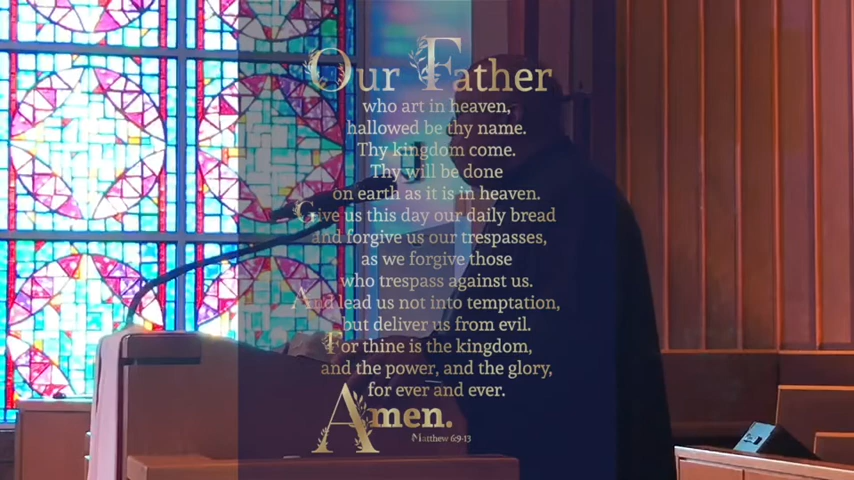 Our Father
who art in heaven,
hallowed be thy name.
Thy kingdom come.
Thy will be done
on earth as it is in heaven.
Give us this day our daily bread
and forgive us our trespasses,
as we forgive those
who trespass against us.
And lead us not into temptation,
but deliver us from evil.
For thine is the kingdom,
and the power, and the glory,
for ever and ever.
Amen.
Matthew 6:9-13